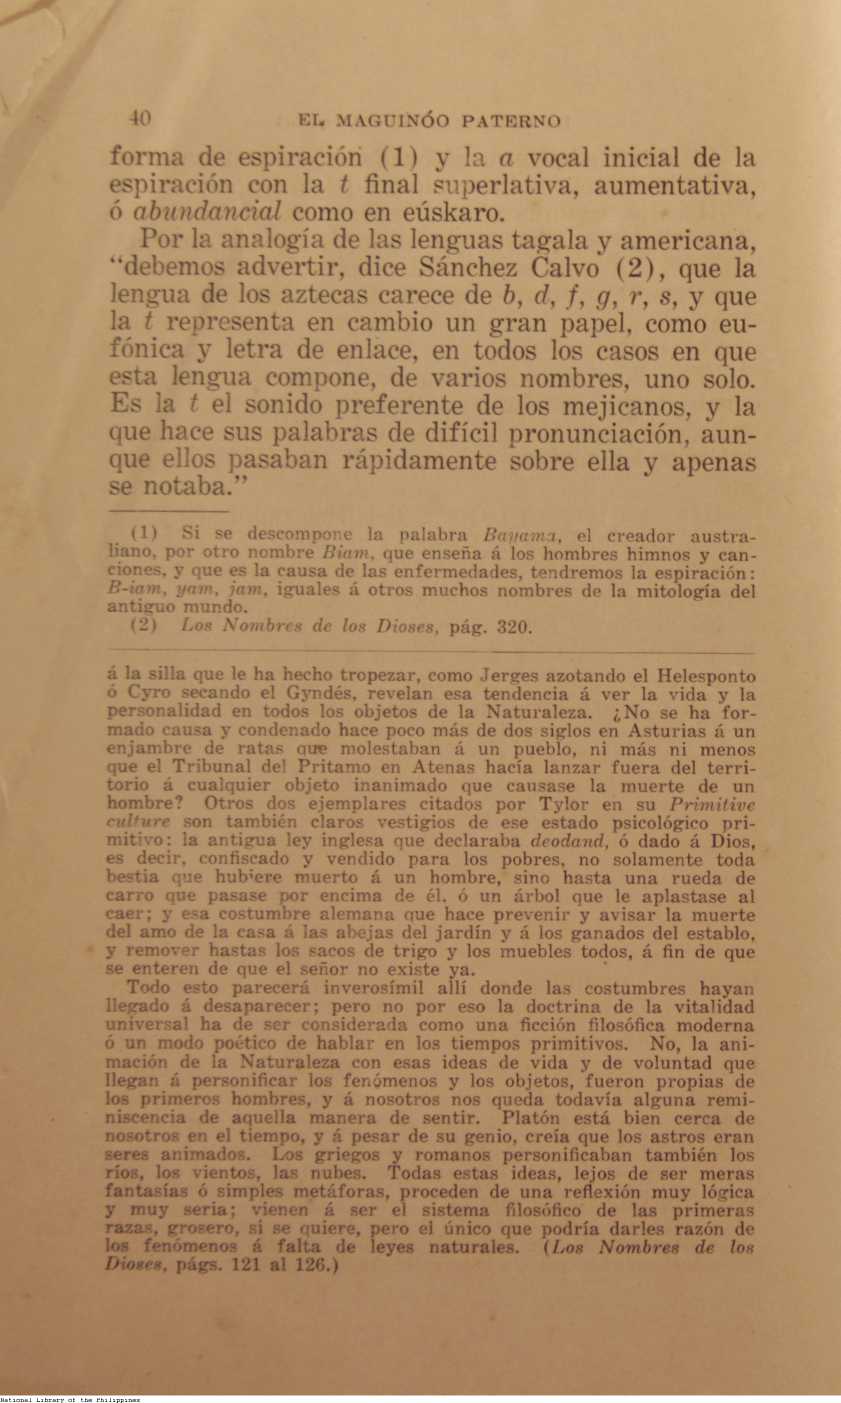 40 EL MAGUINÓO PATERNO
forma de espiración (1) y la a vocal inicial de la
espiración con la t final superlativa, aumentativa,
ó abundancial como en eúskaro.
Por la analogía de las lenguas tagala y americana,
“debemos advertir, dice Sánchez Calvo (2), que la
lengua de los aztecas carece de b, d, f, g, r, s, y que
la t representa en cambio un gran papel, como eu-
fónica y letra de enlace, en todos los casos en que
esta lengua compone, de varios nombres, uno solo.
Es la t el sonido preferente de los mejicanos, y la
que hace sus palabras de difícil pronunciación, aun-
que ellos pasaban rápidamente sobre ella y apenas
se notaba.”
(1) Si se descompone la palabra Bayama, el creador austra-
liano, por otro nombre Biam, que enseña á los hombres himnos y can-
ciones, y que es la causa de las enfermedades, tendremos la espiración:
B-iam, yam, jam, iguales á otros muchos nombres de la mitología del
antiguo mundo.
(2) Los Nombres de los Dioses, pág. 320.
á la silla que le ha hecho tropezar, como Jerges azotando el Helesponto
ó Cyro secando el Gyndés, revelan esa tendencia á ver la vida y la
personalidad en todos los objetos de la Naturaleza. ¿No se ha for-
mado causa y condenado hace poco más de dos siglos en Asturias á un
enjambre de ratas que molestaban á un pueblo, ni más ni menos
que el Tribunal del Pritamo en Atenas hacía lanzar fuera del terri-
torio á cualquier objeto inanimado que causase la muerte de un
hombre? Otros dos ejemplares citados por Tylor en su Primitive
culture son también claros vestigios de ese estado psicológico pri-
mitivo: la antigua ley inglesa que declaraba deodand, ó dado á Dios,
es decir, confiscado y vendido para los pobres, no solamente toda
bestia que hubiere muerto á un hombre, sino hasta una rueda de
carro que pasase por encima de él, ó un árbol que le aplastase al
caer; y esa costumbre alemana que hace prevenir y avisar la muerte
del amo de la casa á las abejas del jardín y á los ganados del establo,
y remover hastas los sacos de trigo y los muebles todos, á fin de que
se enteren de que el señor no existe ya.
Todo esto parecerá inverosímil allí donde las costumbres hayan
llegado á desaparecer; pero no por eso la doctrina de la vitalidad
universal ha de ser considerada como una ficción filosófica moderna
ó un modo poético de hablar en los tiempos primitivos. No, la ani-
mación de la Naturaleza con esas ideas de vida y de voluntad que
llegan á personificar los fenómenos y los objetos, fueron propias de
los primeros hombres, y á nosotros nos queda todavía alguna remi-
niscencia de aquella manera de sentir. Platón está bien cerca de
nosotros en el tiempo, y á pesar de su genio, creía que los astros eran
seres animados. Los griegos y romanos personificaban también los
ríos, los vientos, las nubes. Todas estas ideas, lejos de ser meras
fantasías ó simples metáforas, proceden de una reflexión muy lógica
y muy seria; vienen á ser el sistema filosófico de las primeras
razas, grosero, si se quiere, pero el único que podría darles razón de
los fenómenos á falta de leyes naturales. (Los Nombres de los
Dioses, págs. 121 al 126.)
National Library of the Philippines